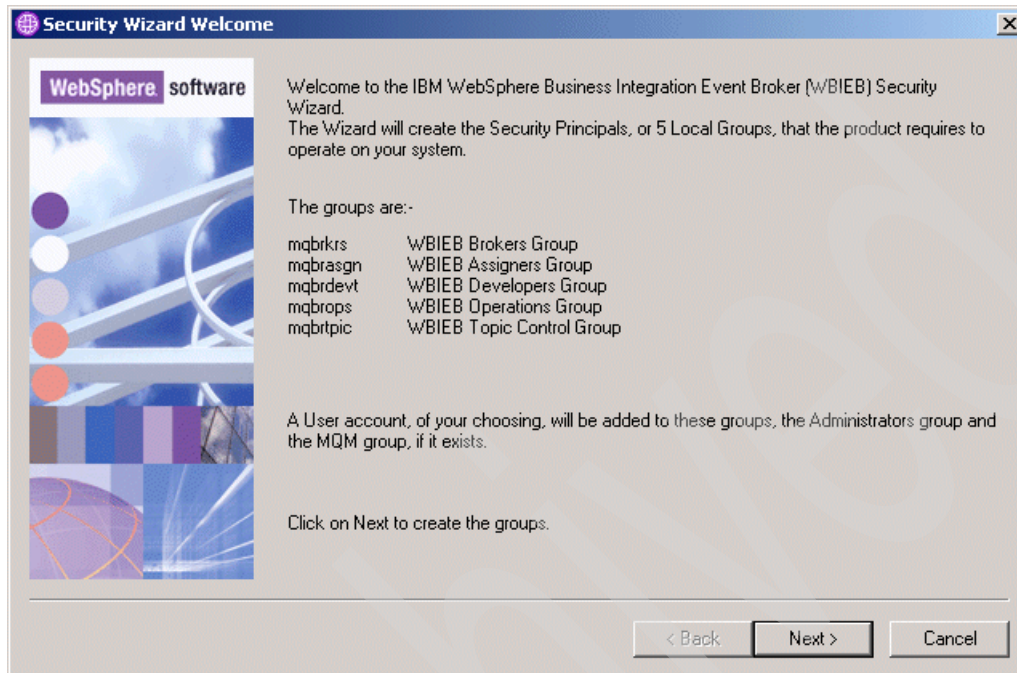 Security Wizard Welcome
WebSphere software
Welcome to the IBM WebSphere Business Integration Event Broker (WBIEB) Security
Wizard.
The Wizard will create the Security Principals, or 5 Local Groups, that the product requires to
operate on your system.
The groups are:-
mqbrkrs WBIEB Brokers Group
mqbrasgn WBIEB Assigners Group
mqbrdevt WBIEB Developers Group
mqbrops WBIEB Operations Group
mqbrtpic WBIEB Topic Control Group
A User account, of your choosing, will be added to these groups, the Administrators group and
the MQM group, if it exists.
Click on Next to create the groups.
< Back Next > Cancel